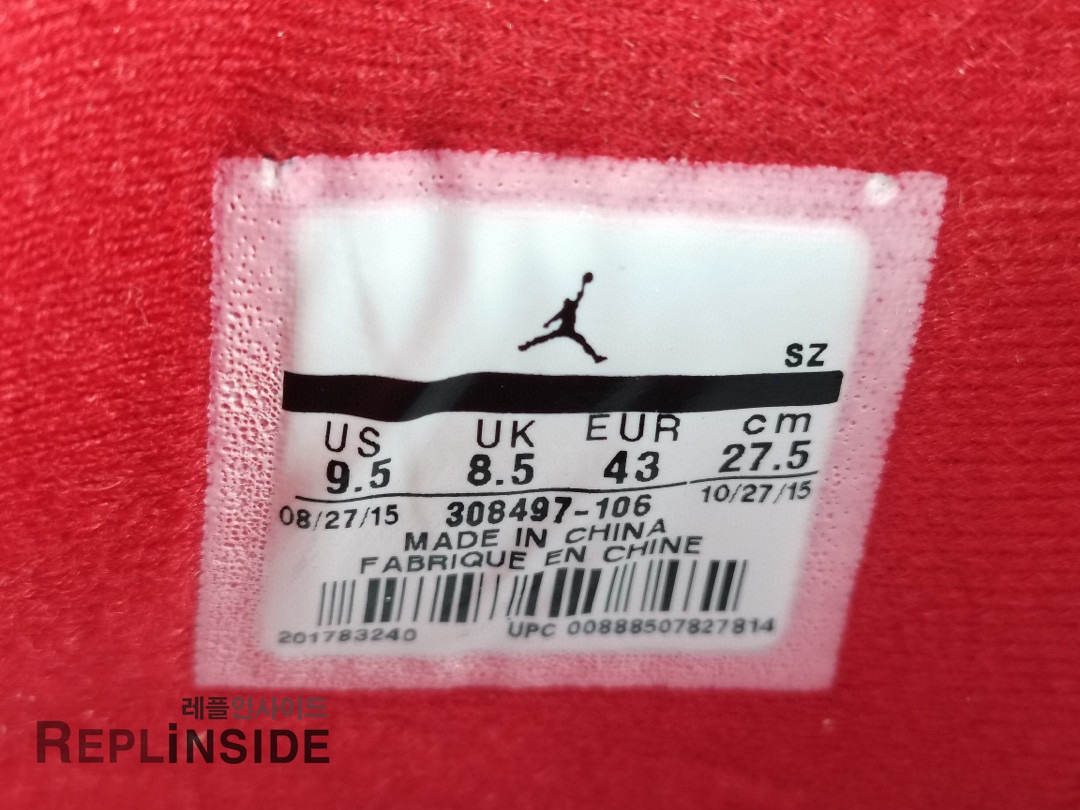 SZ
US UK EUR cm
9.5 8.5 43 27.5
08/27/15 308497-106 10/27/15
MADE IN CHINA
FABRIQUE EN CHINE
201783240 UPC 00888507827814
레플인사이드
REPLiNSIDE